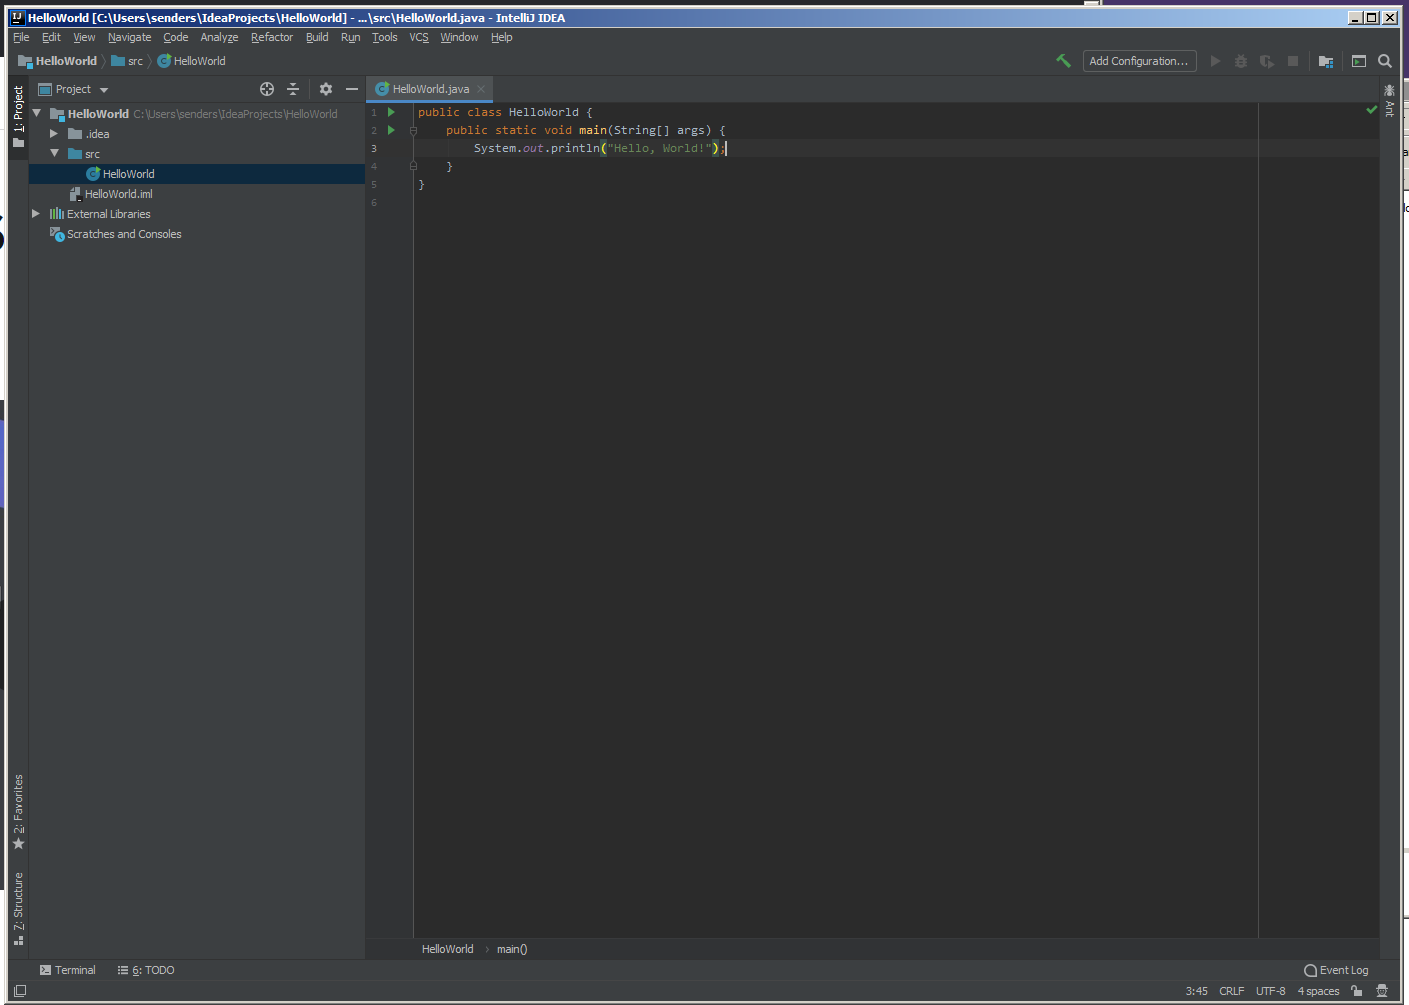 HelloWorld [C:\Users\senders\IdeaProjects\HelloWorld] - ...\src\HelloWorld.java - IntelliJ IDEA
File Edit View Navigate Code Analyze Refactor Build Run Tools VCS Window Help
HelloWorld src HelloWorld
Add Configuration...
1: Project
Project
HelloWorld C:\Users\senders\IdeaProjects\HelloWorld
.idea
src
HelloWorld
HelloWorld.iml
External Libraries
Scratches and Consoles
HelloWorld.java
1 public class HelloWorld {
2 public static void main(String[] args) {
3 System.out.println("Hello, World!");
4 }
5 }
6
Ant
2: Favorites
Z: Structure
HelloWorld › main()
Terminal 6: TODO
Event Log
3:45 CRLF UTF-8 4 spaces